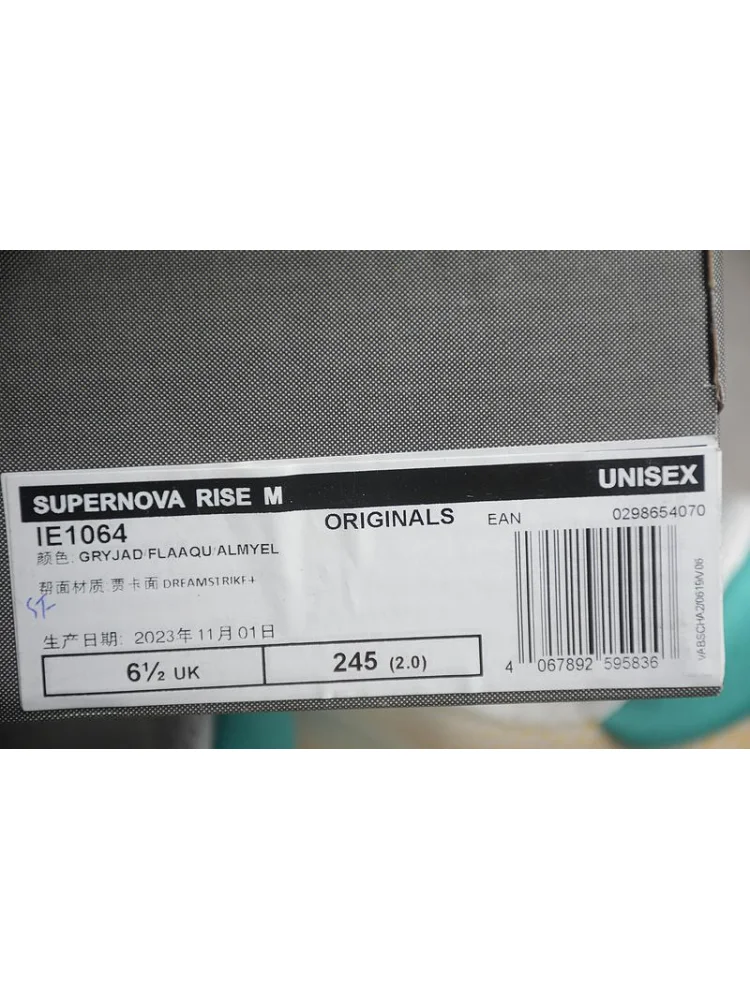 SUPERNOVA RISE M UNISEX
IE1064 ORIGINALS EAN 0298654070
颜色: GRYJAD/FLAAQU/ALMYEL
帮面材质:贾卡面 DREAMSTRIKE+
ST-
生产日期: 2023年11月01日
6½ UK 245 (2.0)
4 067892 595836